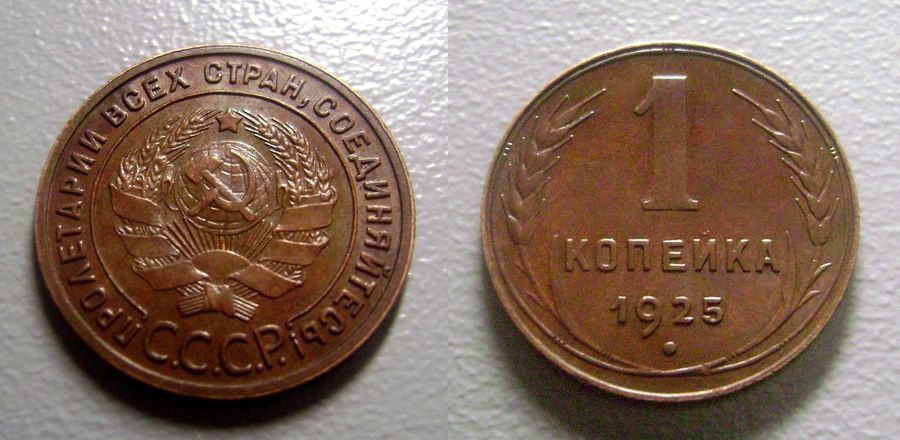 ПРОЛЕТАРИИ ВСЕХ СТРАН, СОЕДИНЯЙТЕСЬ!
С.С.С.Р.
1
КОПЕЙКА
1925